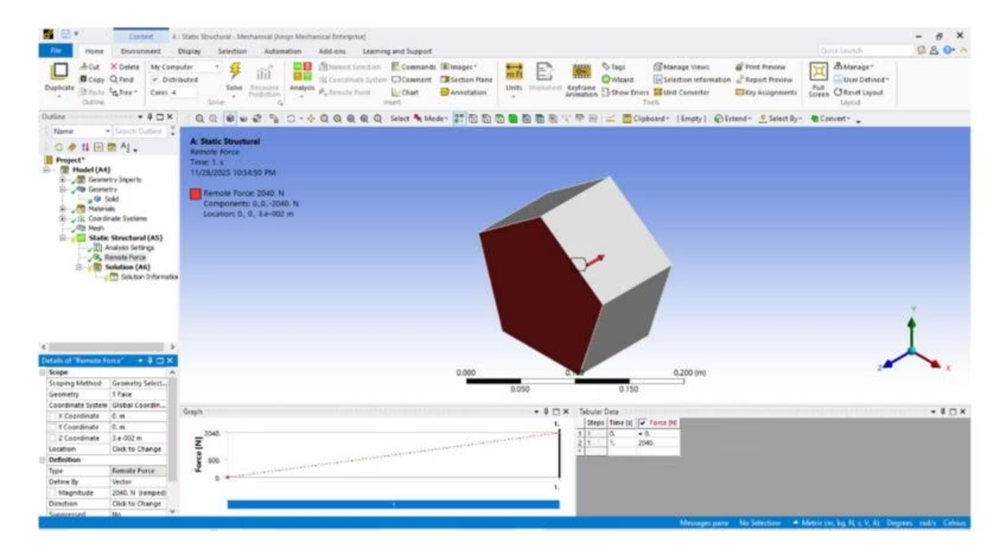 Context A : Static Structural - Mechanical [Ansys Mechanical Enterprise]
File Home Environment Display Selection Automation Add-ons Learning and Support Quick Launch
Duplicate Cut Copy Paste Delete Find Tree
Outline
My Computer
Distributed
Cores 4
Solve
Resource Prediction
Solve
Analysis
Named Selection Commands Images
Coordinate System Comment Section Plane
Remote Point Chart Annotation
Insert
Units Worksheet Keyframe Animation
Tags Manage Views Print Preview
Wizard Selection Information Report Preview
Show Errors Unit Converter Key Assignments
Tools
Full Screen
Manage
User Defined
Reset Layout
Layout
Outline
Name Search Outline
Select Mode Clipboard [Empty] Extend Select By Convert
Project*
Model (A4)
Geometry Imports
Geometry
Solid
Materials
Coordinate Systems
Mesh
Static Structural (A5)
Analysis Settings
Remote Force
Solution (A6)
Solution Informatio
A: Static Structural
Remote Force
Time: 1. s
11/28/2025 10:54:50 PM
Remote Force: 2040. N
Components: 0.,0.,-2040. N
Location: 0., 0., 3.e-002 m
Y
Z
X
0.000
0.200 (m)
0.050
0.150
Details of "Remote Force"
Scope
Scoping Method Geometry Select...
Geometry 1 Face
Coordinate System Global Coordin...
X Coordinate 0. m
Y Coordinate 0. m
Z Coordinate 3.e-002 m
Location Click to Change
Definition
Type Remote Force
Define By Vector
Magnitude 2040. N (ramped)
Direction Click to Change
Suppressed No
Graph
Force [N]
2040.
800.
0.
1.
1.
1
Tabular Data
Steps Time [s] Force [N]
1 1 0. = 0.
2 1 1. 2040.
*
Messages pane No Selection Metric (m, kg, N, s, V, A) Degrees rad/s Celsius